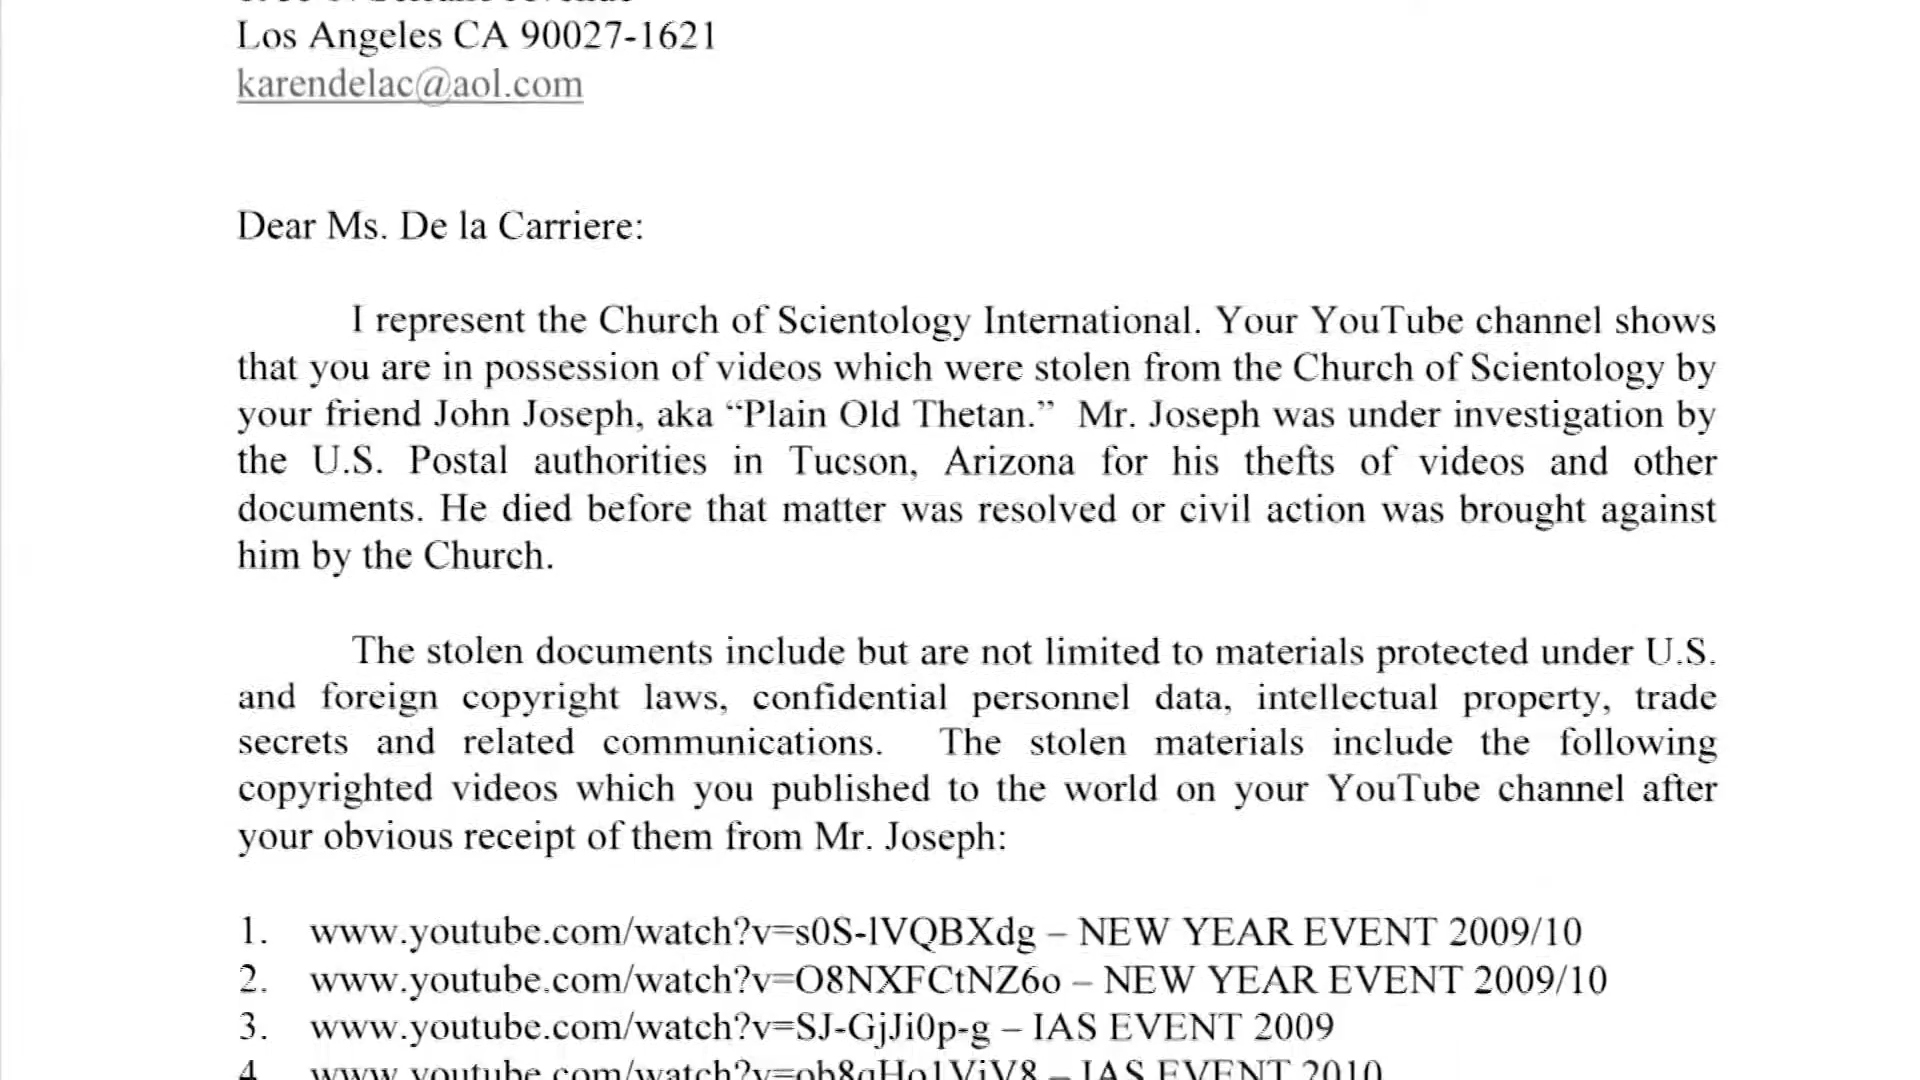 Los Angeles CA 90027-1621
karendelac@aol.com
Dear Ms. De la Carriere:
I represent the Church of Scientology International. Your YouTube channel shows
that you are in possession of videos which were stolen from the Church of Scientology by
your friend John Joseph, aka “Plain Old Thetan.” Mr. Joseph was under investigation by
the U.S. Postal authorities in Tucson, Arizona for his thefts of videos and other
documents. He died before that matter was resolved or civil action was brought against
him by the Church.
The stolen documents include but are not limited to materials protected under U.S.
and foreign copyright laws, confidential personnel data, intellectual property, trade
secrets and related communications. The stolen materials include the following
copyrighted videos which you published to the world on your YouTube channel after
your obvious receipt of them from Mr. Joseph:
1. www.youtube.com/watch?v=s0S-lVQBXdg – NEW YEAR EVENT 2009/10
2. www.youtube.com/watch?v=O8NXFCtNZ6o – NEW YEAR EVENT 2009/10
3. www.youtube.com/watch?v=SJ-GjJi0p-g – IAS EVENT 2009
4. – IAS EVENT 2010